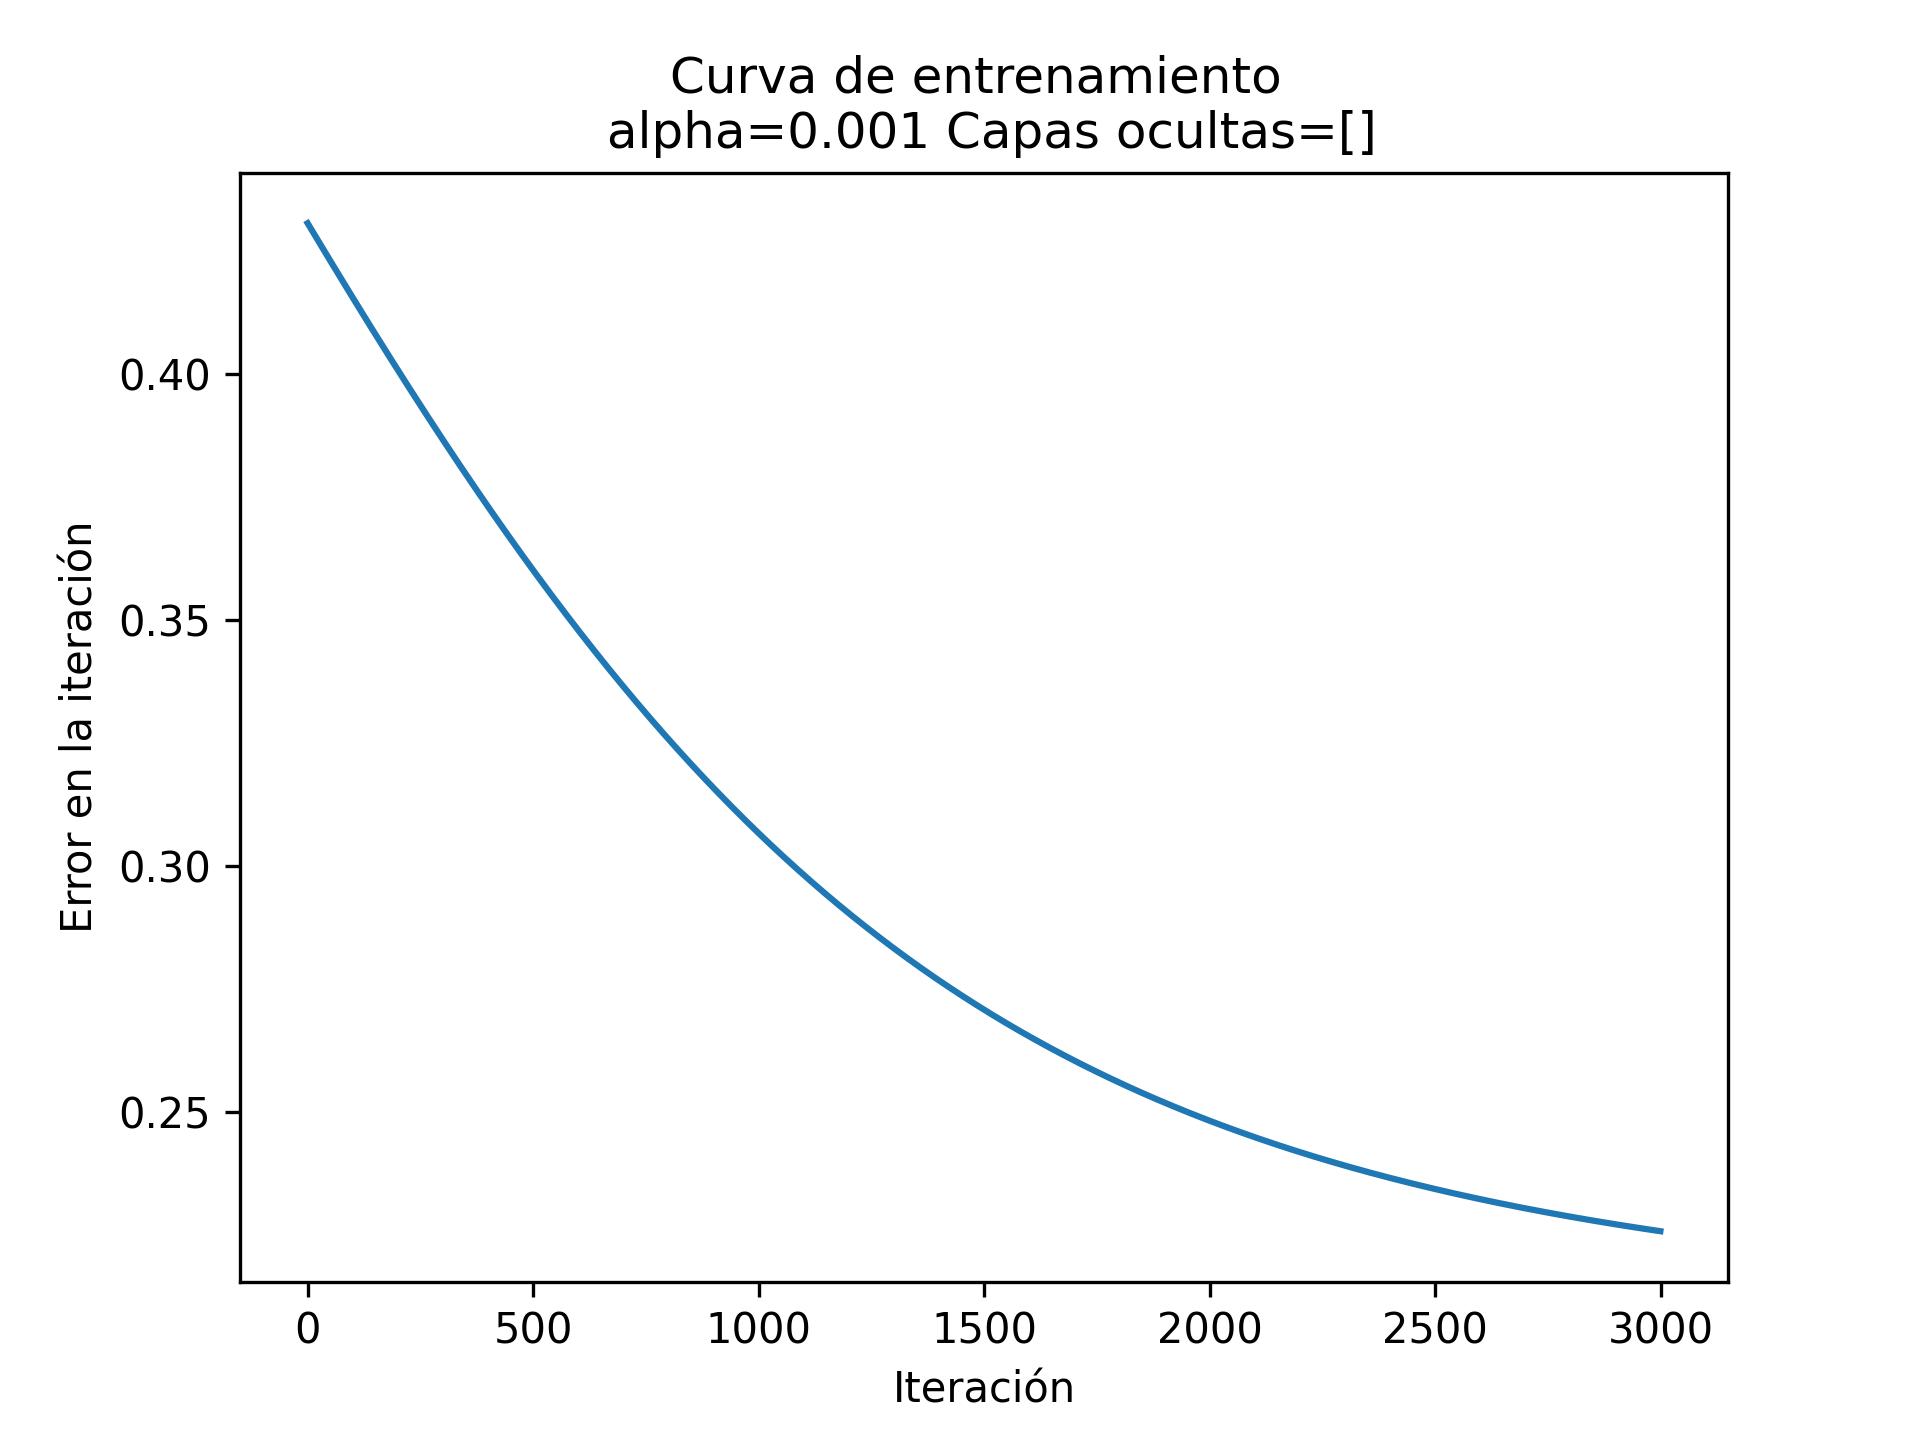 Curva de entrenamiento
alpha=0.001 Capas ocultas=[]
Error en la iteración
0.40
0.35
0.30
0.25
0 500 1000 1500 2000 2500 3000
Iteración